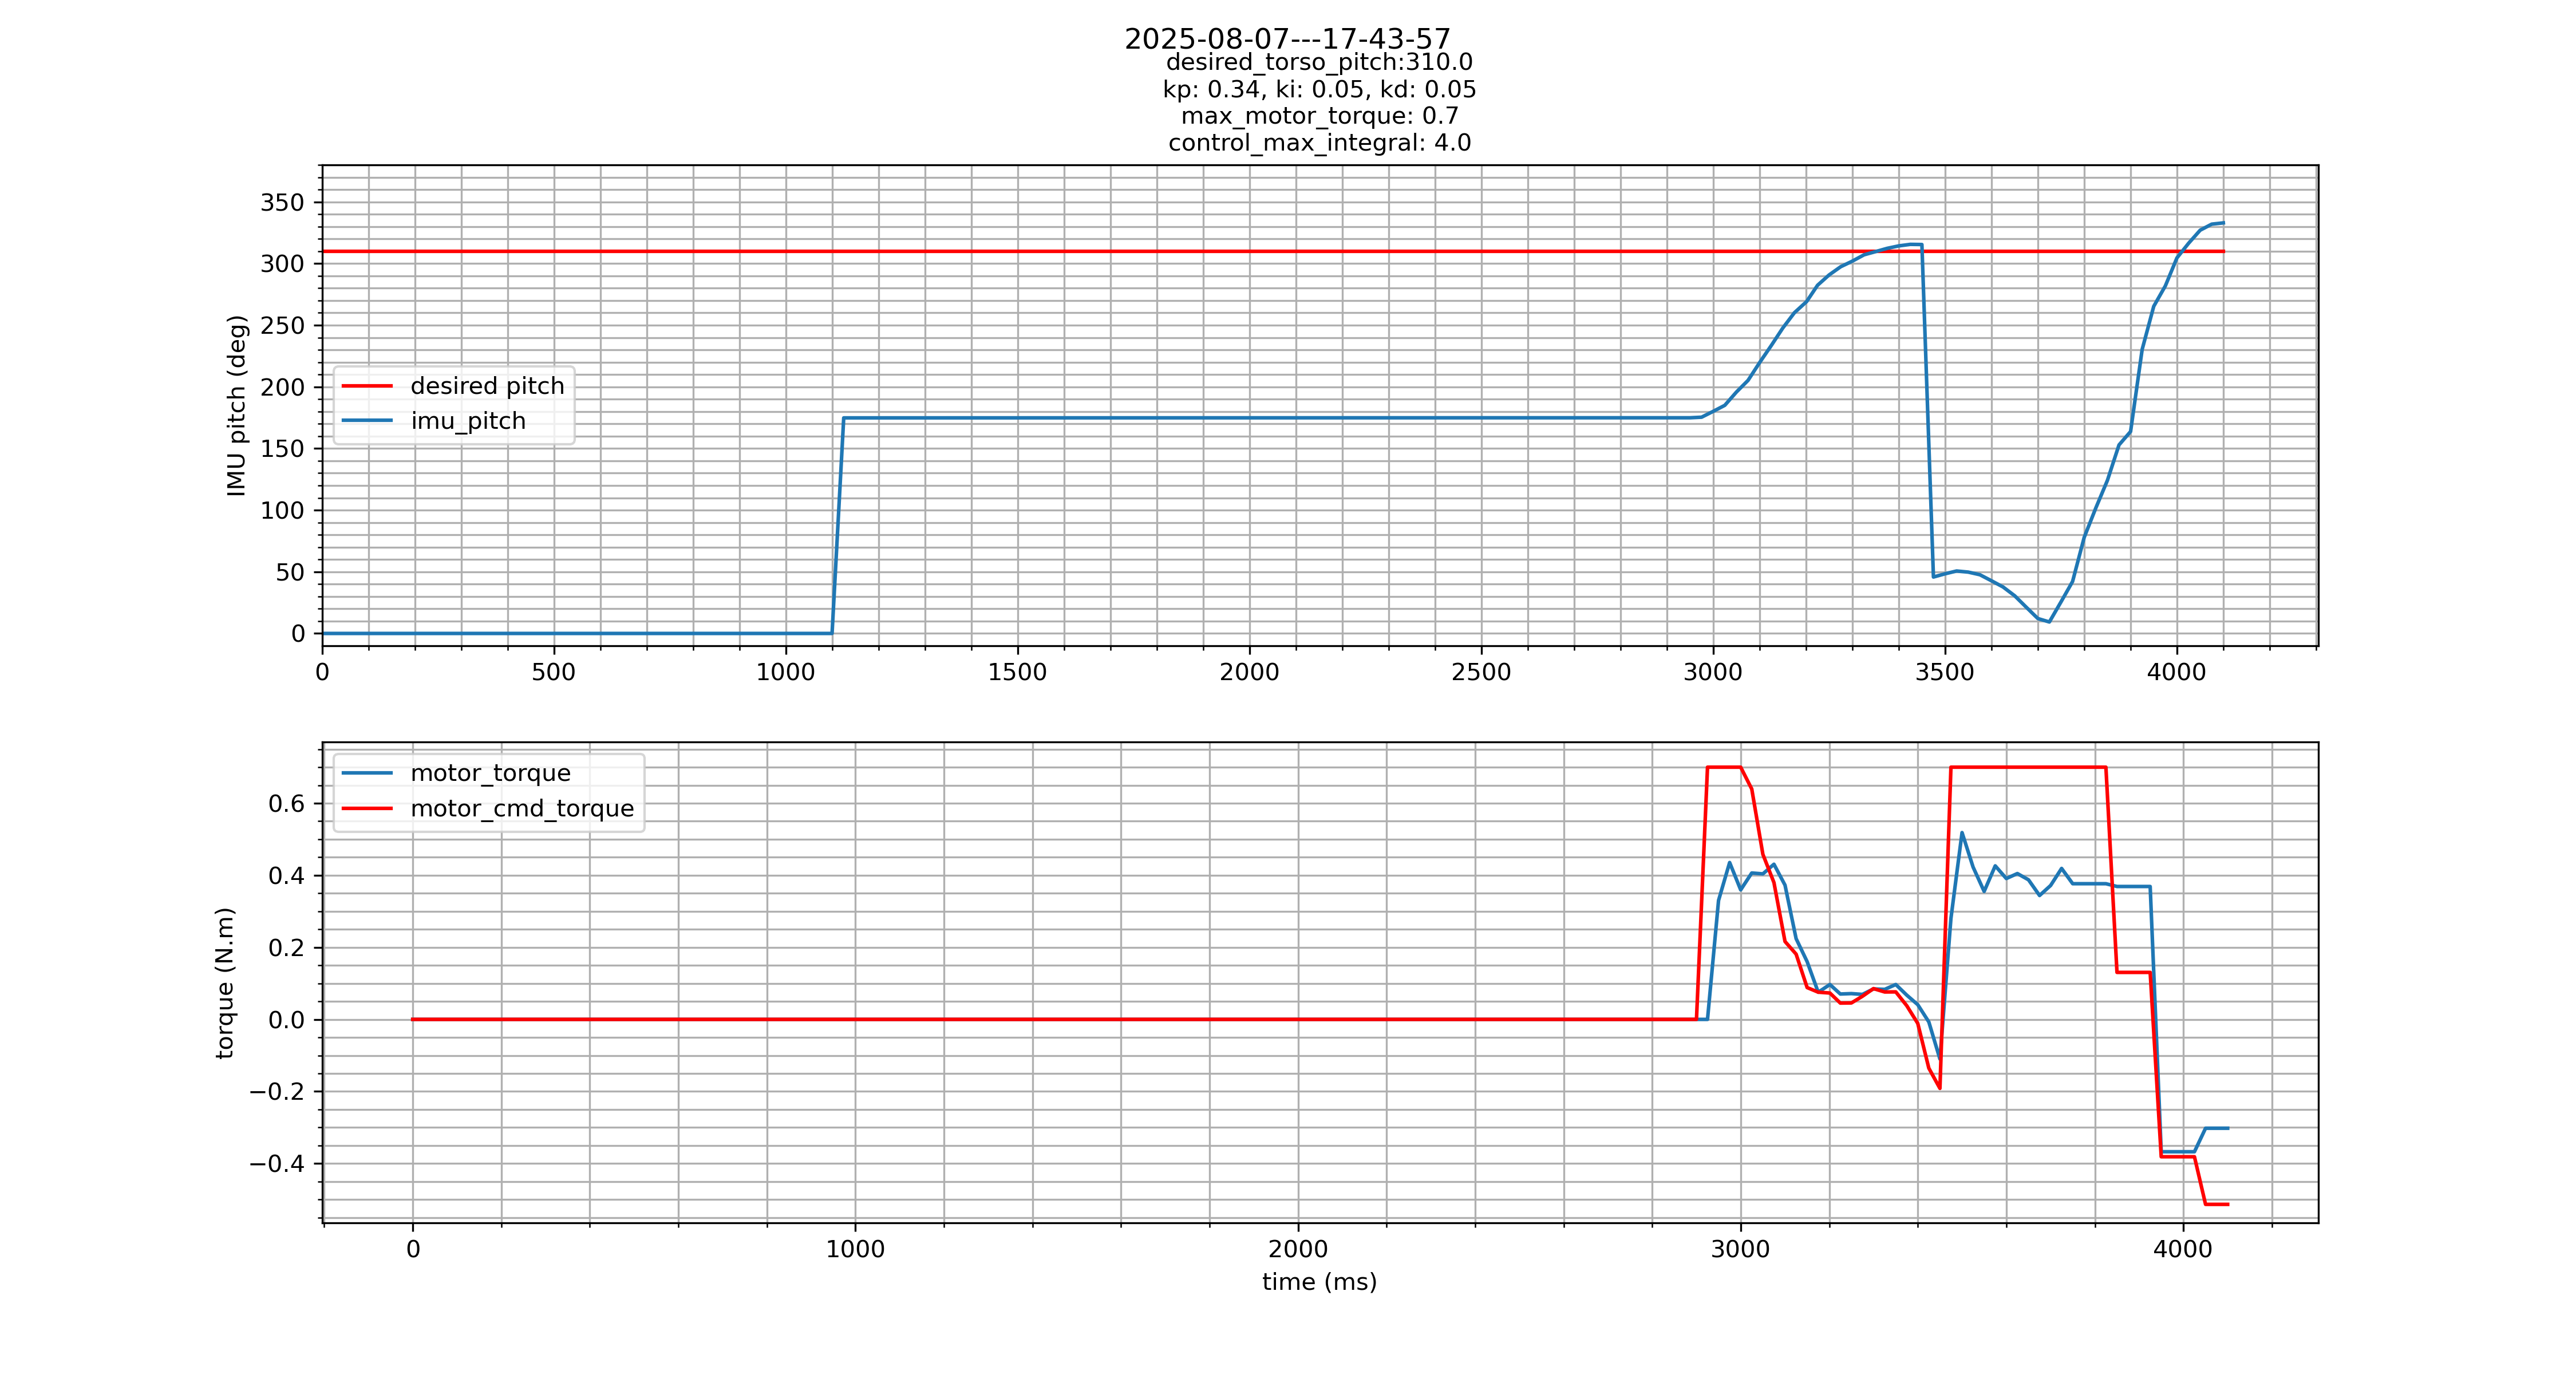 2025-08-07---17-43-57
desired_torso_pitch:310.0
kp: 0.34, ki: 0.05, kd: 0.05
max_motor_torque: 0.7
control_max_integral: 4.0
350
300
250
200
150
100
50
0
IMU pitch (deg)
desired pitch
imu_pitch
0 500 1000 1500 2000 2500 3000 3500 4000
motor_torque
motor_cmd_torque
0.6
0.4
0.2
0.0
−0.2
−0.4
torque (N.m)
0 1000 2000 3000 4000
time (ms)